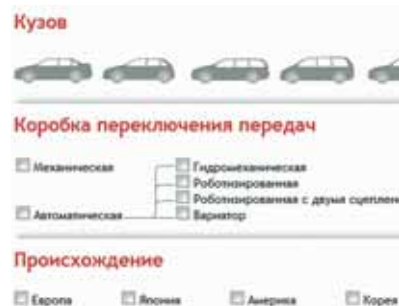 Кузов
Коробка переключения передач
Механическая
Гидромеханическая
Роботизированная
Роботизированная с двумя сцеплен
Автоматическая
Вариатор
Происхождение
Европа Япония Америка Корея